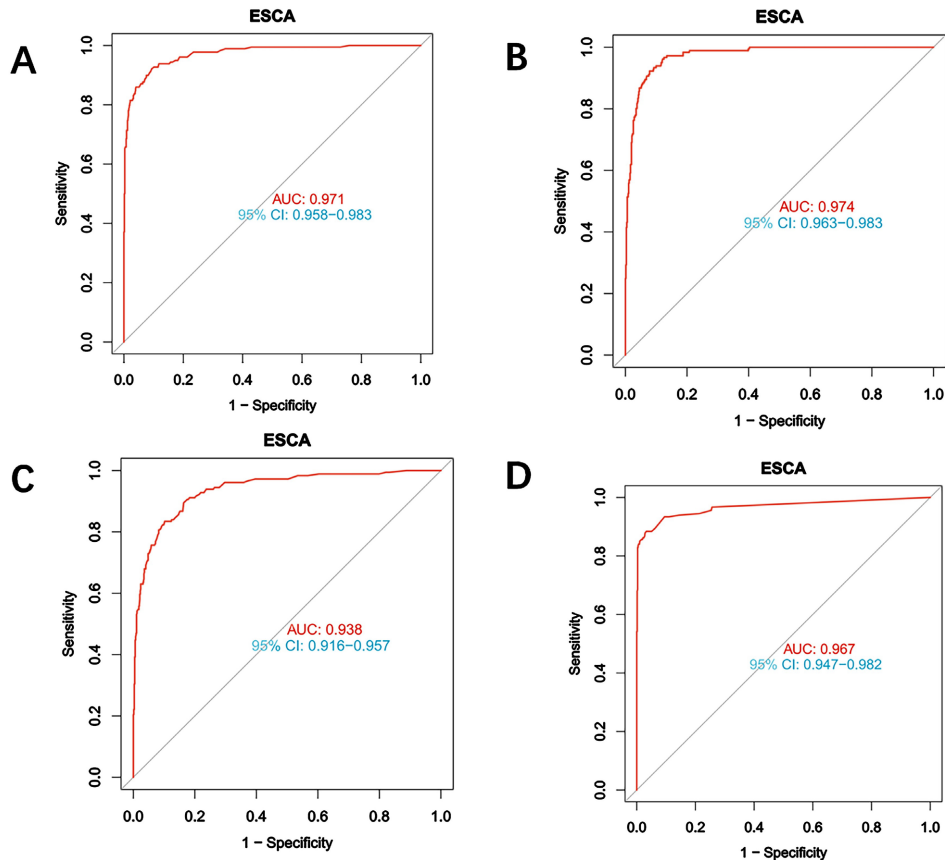 A
ESCA
Sensitivity
0.0
0.2
0.4
0.6
0.8
1.0
AUC: 0.971
95% CI: 0.958−0.983
0.0 0.2 0.4 0.6 0.8 1.0
1 − Specificity
B
ESCA
Sensitivity
0.0
0.2
0.4
0.6
0.8
1.0
AUC: 0.974
95% CI: 0.963−0.983
0.0 0.2 0.4 0.6 0.8 1.0
1 − Specificity
C
ESCA
Sensitivity
0.0
0.2
0.4
0.6
0.8
1.0
AUC: 0.938
95% CI: 0.916−0.957
0.0 0.2 0.4 0.6 0.8 1.0
1 − Specificity
D
ESCA
Sensitivity
0.0
0.2
0.4
0.6
0.8
1.0
AUC: 0.967
95% CI: 0.947−0.982
0.0 0.2 0.4 0.6 0.8 1.0
1 − Specificity